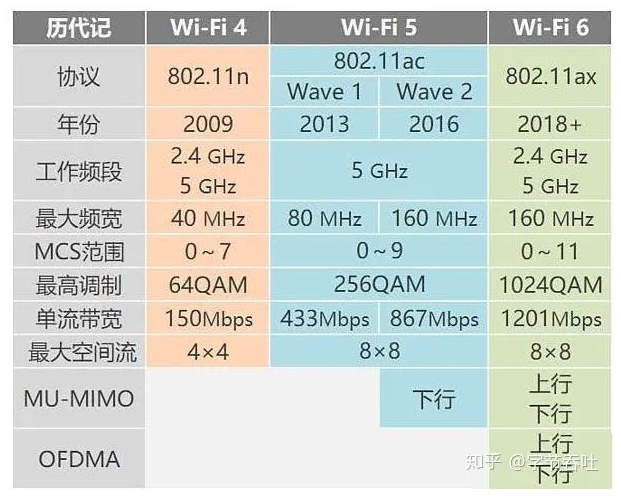 历代记 Wi-Fi 4 Wi-Fi 5 Wi-Fi 6
协议 802.11n 802.11ac 802.11ax
Wave 1 Wave 2
年份 2009 2013 2016 2018+
工作频段 2.4 GHz 5 GHz 2.4 GHz
5 GHz 5 GHz
最大频宽 40 MHz 80 MHz 160 MHz 160 MHz
MCS范围 0~7 0~9 0~11
最高调制 64QAM 256QAM 1024QAM
单流带宽 150Mbps 433Mbps 867Mbps 1201Mbps
最大空间流 4×4 8×8 8×8
MU-MIMO 下行 上行
下行
OFDMA 上行
下行
知乎 @字节吞吐